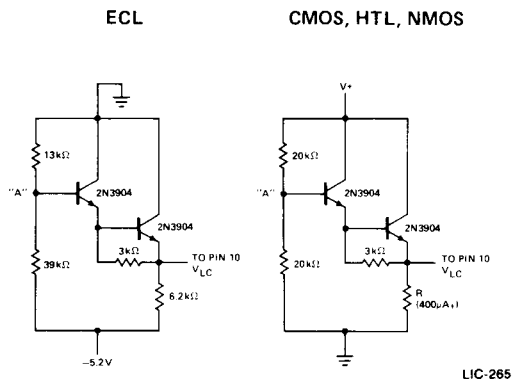 ECL
CMOS, HTL, NMOS
13kΩ
"A"
2N3904
2N3904
3kΩ
TO PIN 10
VLC
39kΩ
6.2kΩ
−5.2V
V+
20kΩ
"A"
2N3904
2N3904
3kΩ
TO PIN 10
VLC
20kΩ
R
(400µA+)
LIC-265